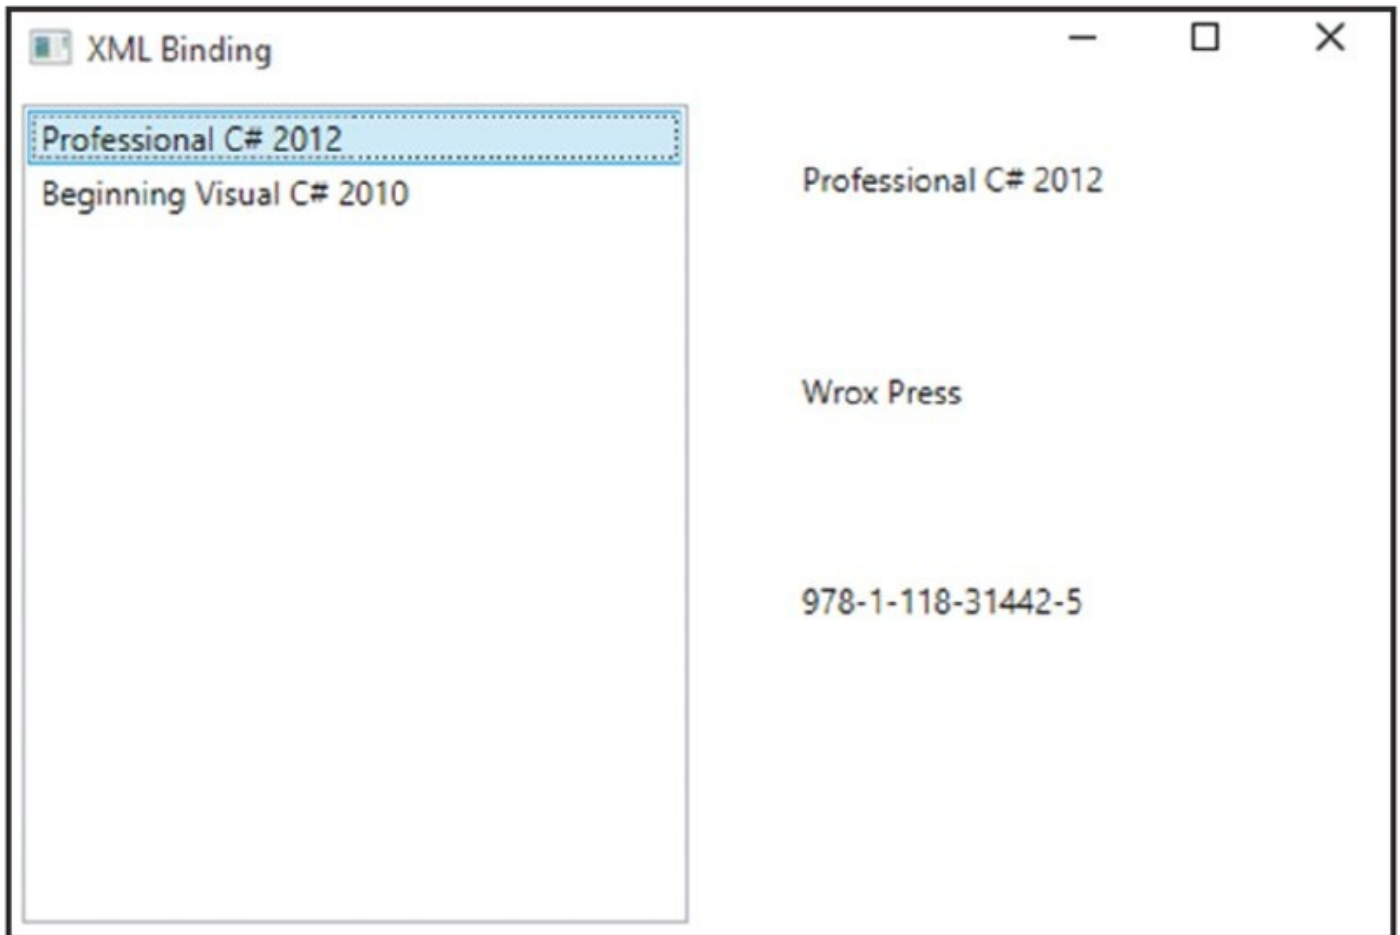 XML Binding
Professional C# 2012
Beginning Visual C# 2010
Professional C# 2012
Wrox Press
978-1-118-31442-5